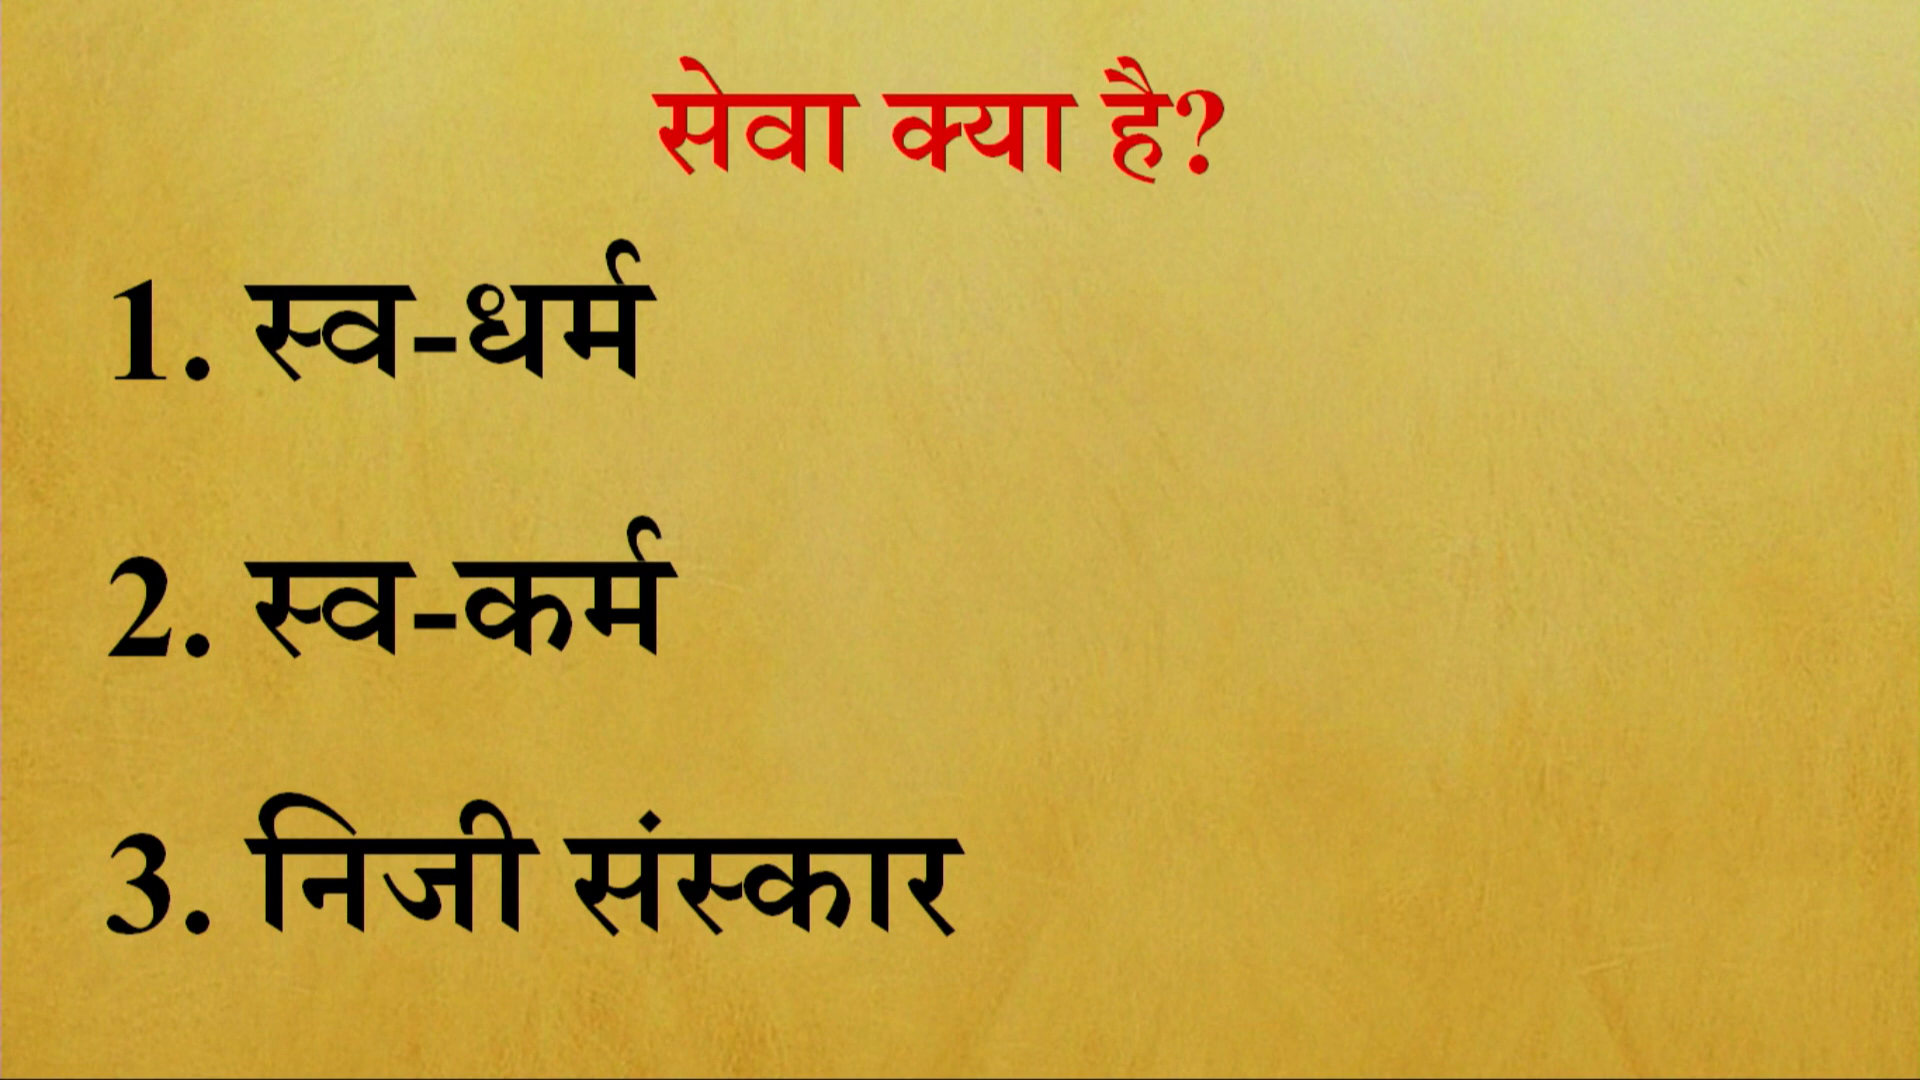 सेवा क्या है?
1. स्व-धर्म
2. स्व-कर्म
3. निजी संस्कार